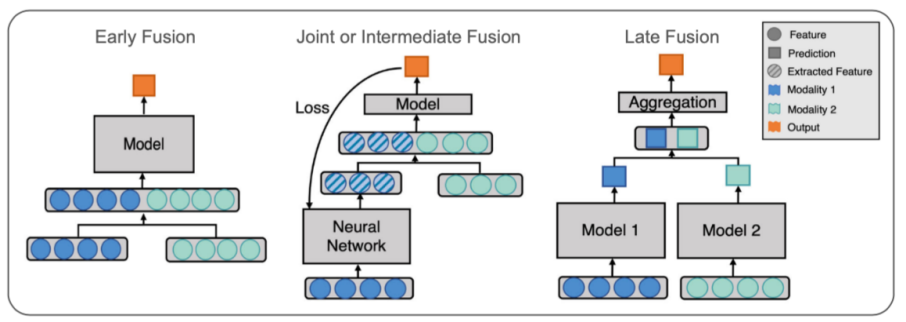 Early Fusion
Model
Joint or Intermediate Fusion
Loss
Model
Neural
Network
Late Fusion
Aggregation
Model 1
Model 2
Feature
Prediction
Extracted Feature
Modality 1
Modality 2
Output